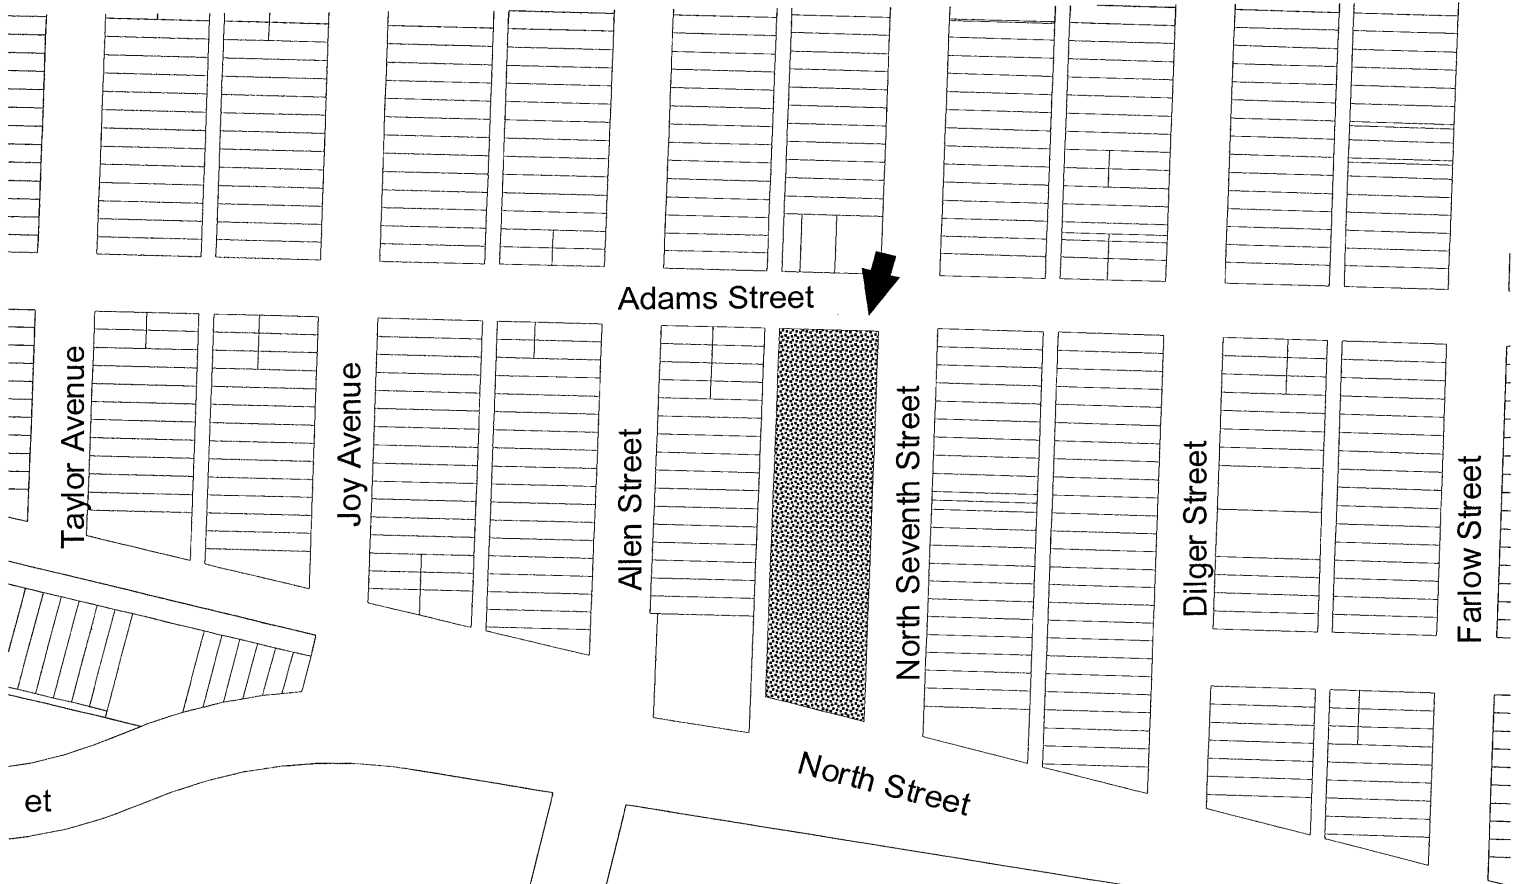 Adams Street
Taylor Avenue
Joy Avenue
Allen Street
North Seventh Street
Dilger Street
Farlow Street
North Street
et